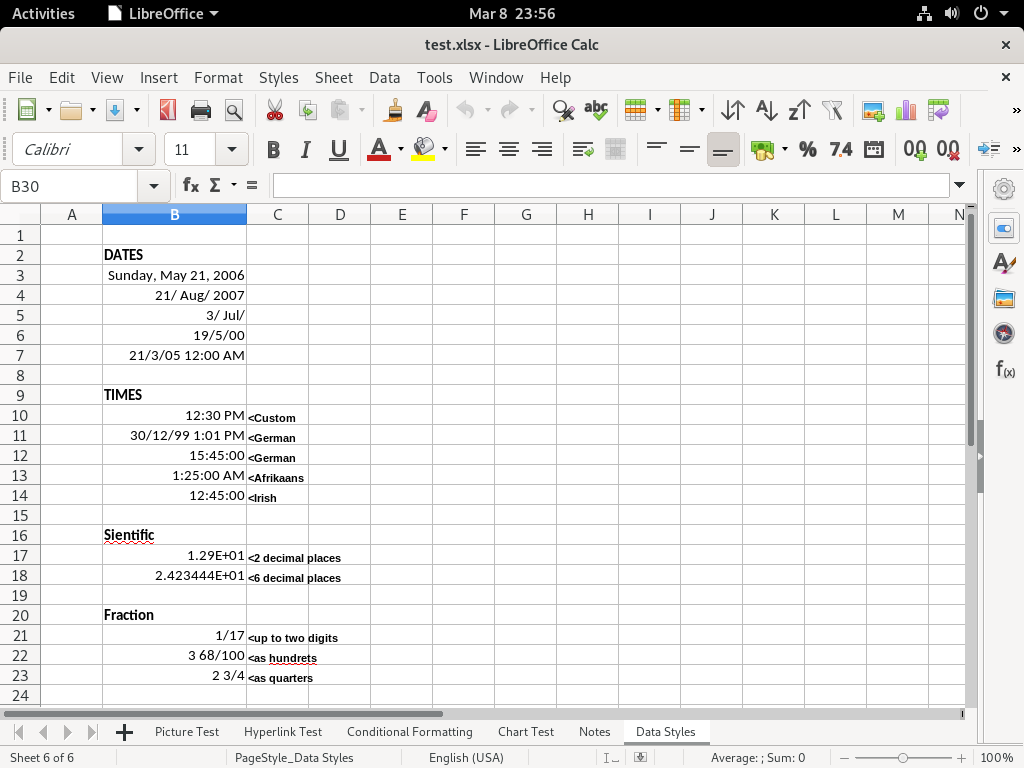 Activities LibreOffice Mar 8 23:56
test.xlsx - LibreOffice Calc
File Edit View Insert Format Styles Sheet Data Tools Window Help
Calibri 11 B I U A % 7.4 00 00
B30 fx Σ =
A B C D E F G H I J K L M N
1
2 DATES
3 Sunday, May 21, 2006
4 21/ Aug/ 2007
5 3/ Jul/
6 19/5/00
7 21/3/05 12:00 AM
8
9 TIMES
10 12:30 PM <Custom
11 30/12/99 1:01 PM <German
12 15:45:00 <German
13 1:25:00 AM <Afrikaans
14 12:45:00 <Irish
15
16 Sientific
17 1.29E+01 <2 decimal places
18 2.423444E+01 <6 decimal places
19
20 Fraction
21 1/17 <up to two digits
22 3 68/100 <as hundrets
23 2 3/4 <as quarters
24
Picture Test Hyperlink Test Conditional Formatting Chart Test Notes Data Styles
Sheet 6 of 6 PageStyle_Data Styles English (USA) Average: ; Sum: 0 100%